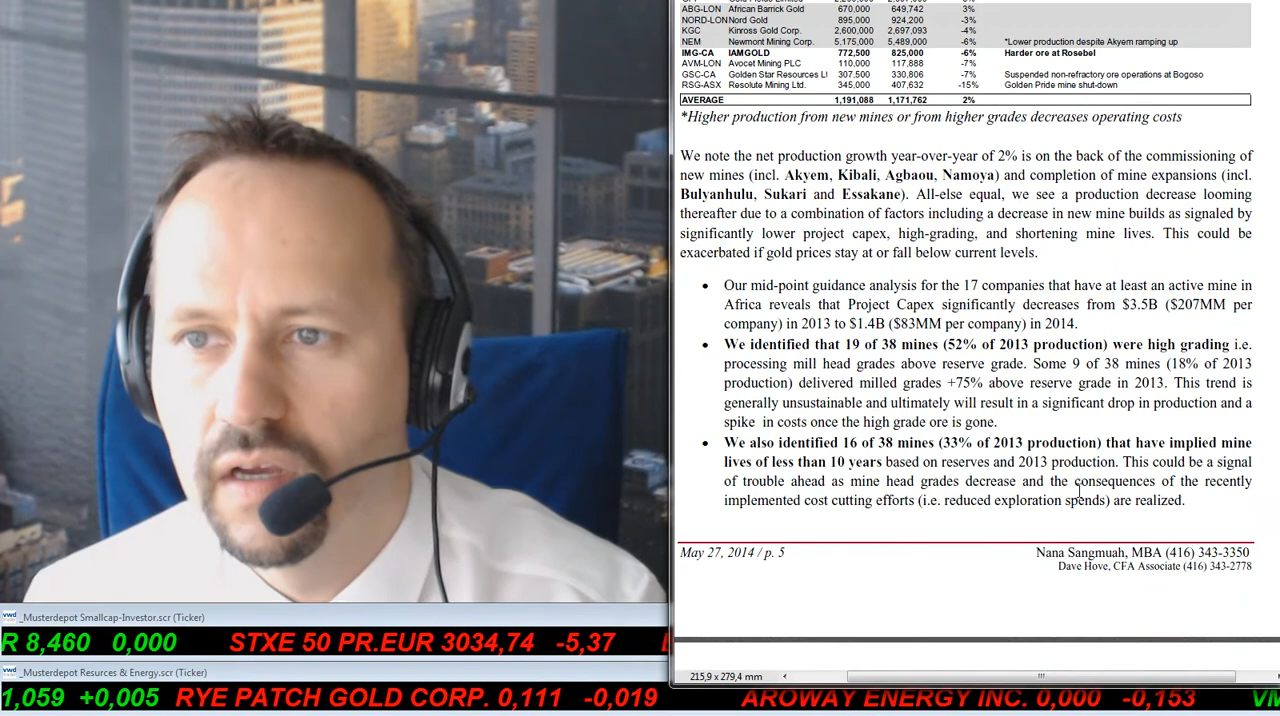 ABG-LON African Barrick Gold 670,000 649,742 3%
NORD-LON Nord Gold 895,000 924,200 -3%
KGC Kinross Gold Corp. 2,600,000 2,697,093 -4%
NEM Newmont Mining Corp. 5,175,000 5,489,000 -6% *Lower production despite Akyem ramping up
IMG-CA IAMGOLD 772,500 825,000 -6% Harder ore at Rosebel
AVM-LON Avocet Mining PLC 110,000 117,888 -7%
GSC-CA Golden Star Resources Lt 307,500 330,806 -7% Suspended non-refractory ore operations at Bogoso
RSG-ASX Resolute Mining Ltd. 345,000 407,632 -15% Golden Pride mine shut-down
AVERAGE 1,191,088 1,171,762 2%
*Higher production from new mines or from higher grades decreases operating costs
We note the net production growth year-over-year of 2% is on the back of the commissioning of
new mines (incl. Akyem, Kibali, Agbaou, Namoya) and completion of mine expansions (incl.
Bulyanhulu, Sukari and Essakane). All-else equal, we see a production decrease looming
thereafter due to a combination of factors including a decrease in new mine builds as signaled by
significantly lower project capex, high-grading, and shortening mine lives. This could be
exacerbated if gold prices stay at or fall below current levels.
• Our mid-point guidance analysis for the 17 companies that have at least an active mine in
Africa reveals that Project Capex significantly decreases from $3.5B ($207MM per
company) in 2013 to $1.4B ($83MM per company) in 2014.
• We identified that 19 of 38 mines (52% of 2013 production) were high grading i.e.
processing mill head grades above reserve grade. Some 9 of 38 mines (18% of 2013
production) delivered milled grades +75% above reserve grade in 2013. This trend is
generally unsustainable and ultimately will result in a significant drop in production and a
spike in costs once the high grade ore is gone.
• We also identified 16 of 38 mines (33% of 2013 production) that have implied mine
lives of less than 10 years based on reserves and 2013 production. This could be a signal
of trouble ahead as mine head grades decrease and the consequences of the recently
implemented cost cutting efforts (i.e. reduced exploration spends) are realized.
May 27, 2014 / p. 5 Nana Sangmuah, MBA (416) 343-3350
Dave Hove, CFA Associate (416) 343-2778
215,9 x 279,4 mm
vwd _Musterdepot Smallcap-Investor.scr (Ticker)
R 8,460 0,000 STXE 50 PR.EUR 3034,74 -5,37
vwd _Musterdepot Resurces & Energy.scr (Ticker)
1,059 +0,005 RYE PATCH GOLD CORP. 0,111 -0,019 AROWAY ENERGY INC. 0,000 -0,153 VM